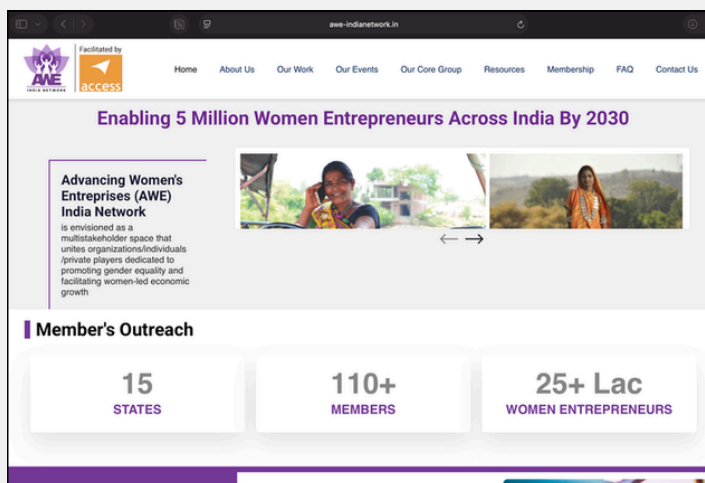 awe-indianetwork.in
Facilitated by
AWE
INDIA NETWORK
access
Home About Us Our Work Our Events Our Core Group Resources Membership FAQ Contact Us
Enabling 5 Million Women Entrepreneurs Across India By 2030
Advancing Women's
Entreprises (AWE)
India Network
is envisioned as a
multistakeholder space that
unites organizations/individuals
/private players dedicated to
promoting gender equality and
facilitating women-led economic
growth
Member's Outreach
15
STATES
110+
MEMBERS
25+ Lac
WOMEN ENTREPRENEURS